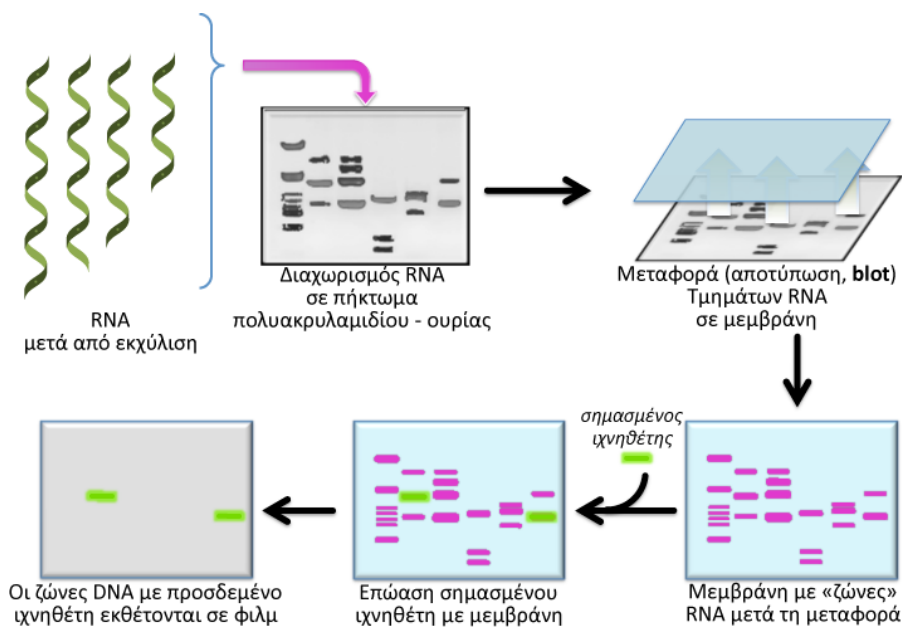 RNA
μετά από εκχύλιση
Διαχωρισμός RNA
σε πήκτωμα
πολυακρυλαμιδίου - ουρίας
Μεταφορά (αποτύπωση, blot)
Τμημάτων RNA
σε μεμβράνη
σημασμένος
ιχνηθέτης
Μεμβράνη με «ζώνες»
RNA μετά τη μεταφορά
Επώαση σημασμένου
ιχνηθέτη με μεμβράνη
Οι ζώνες DNA με προσδεμένο
ιχνηθέτη εκθέτονται σε φιλμ